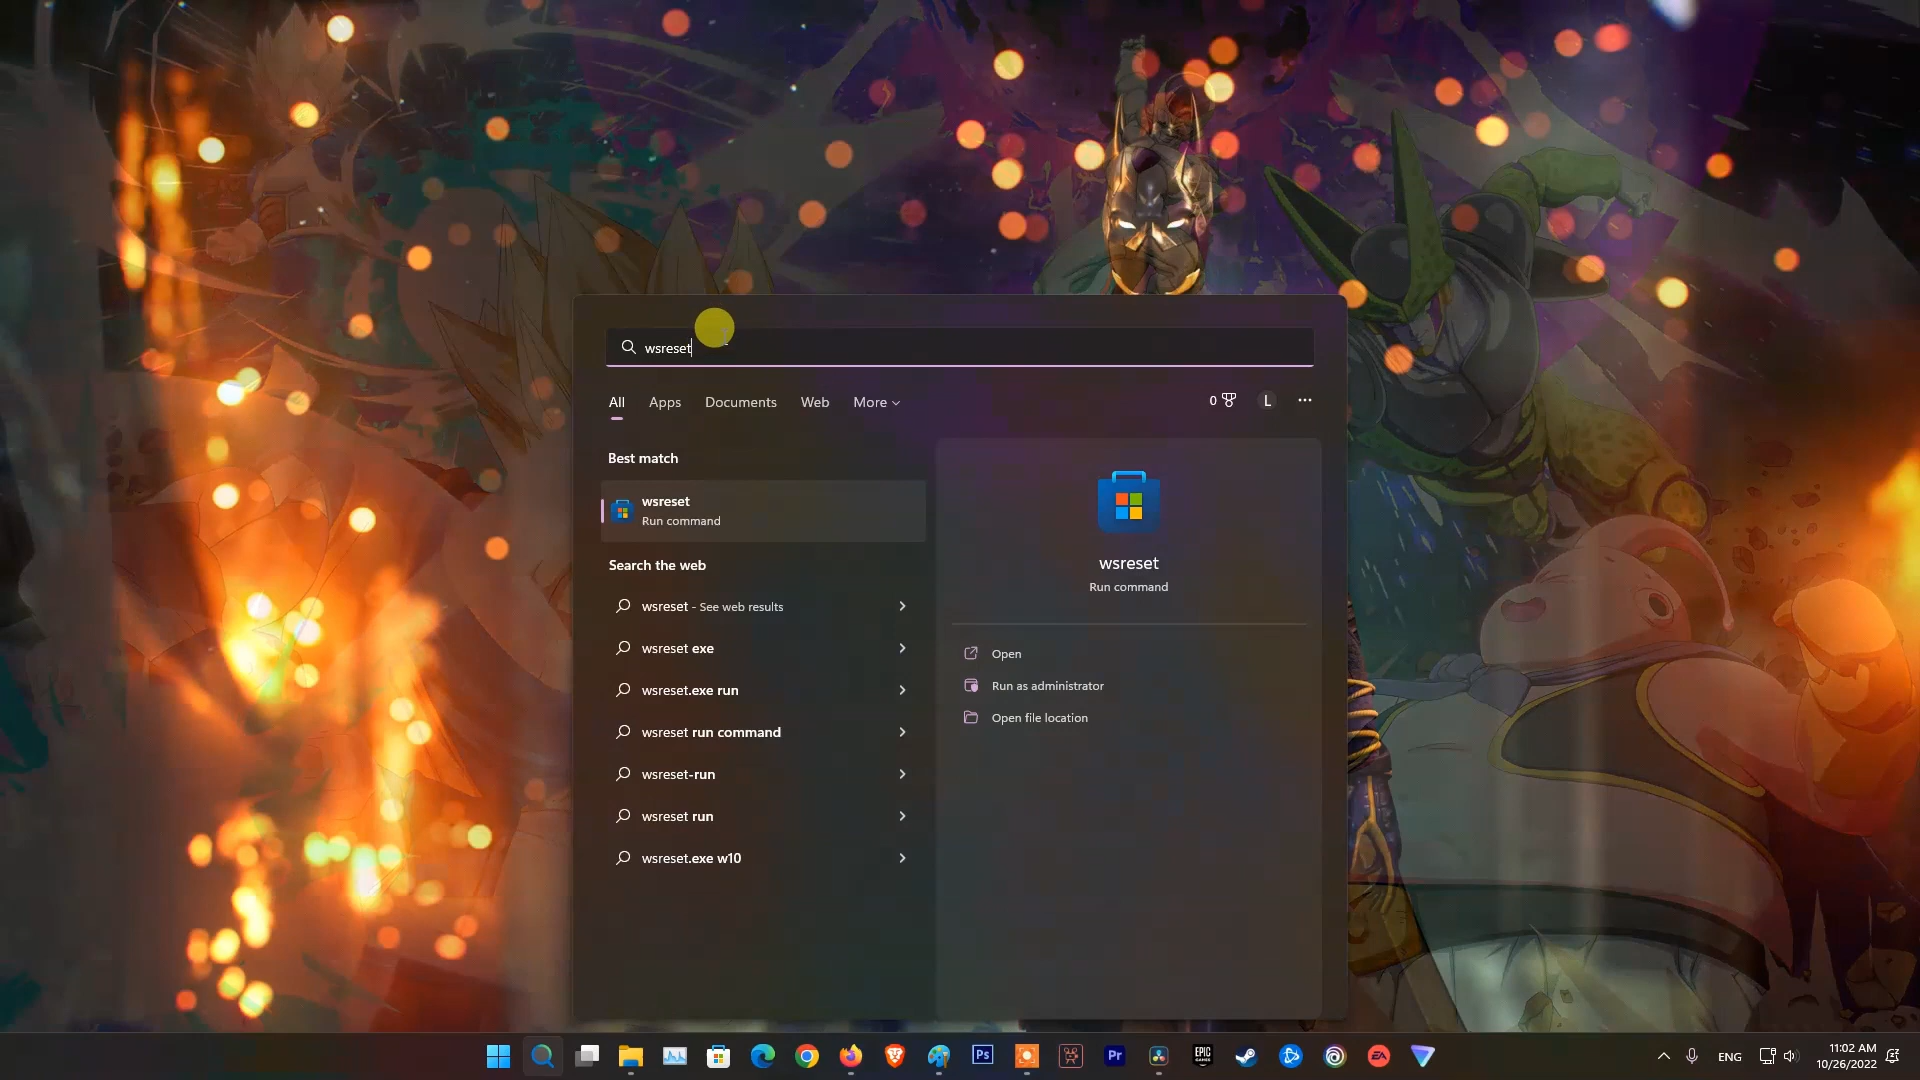 wsreset
All
Apps
Documents
Web
More
0
L
Best match
wsreset
Run command
Search the web
wsreset - See web results
wsreset exe
wsreset.exe run
wsreset run command
wsreset-run
wsreset run
wsreset.exe w10
wsreset
Run command
Open
Run as administrator
Open file location
Ps
Pr
EPIC
GAMES
EA
ENG
11:02 AM
10/26/2022